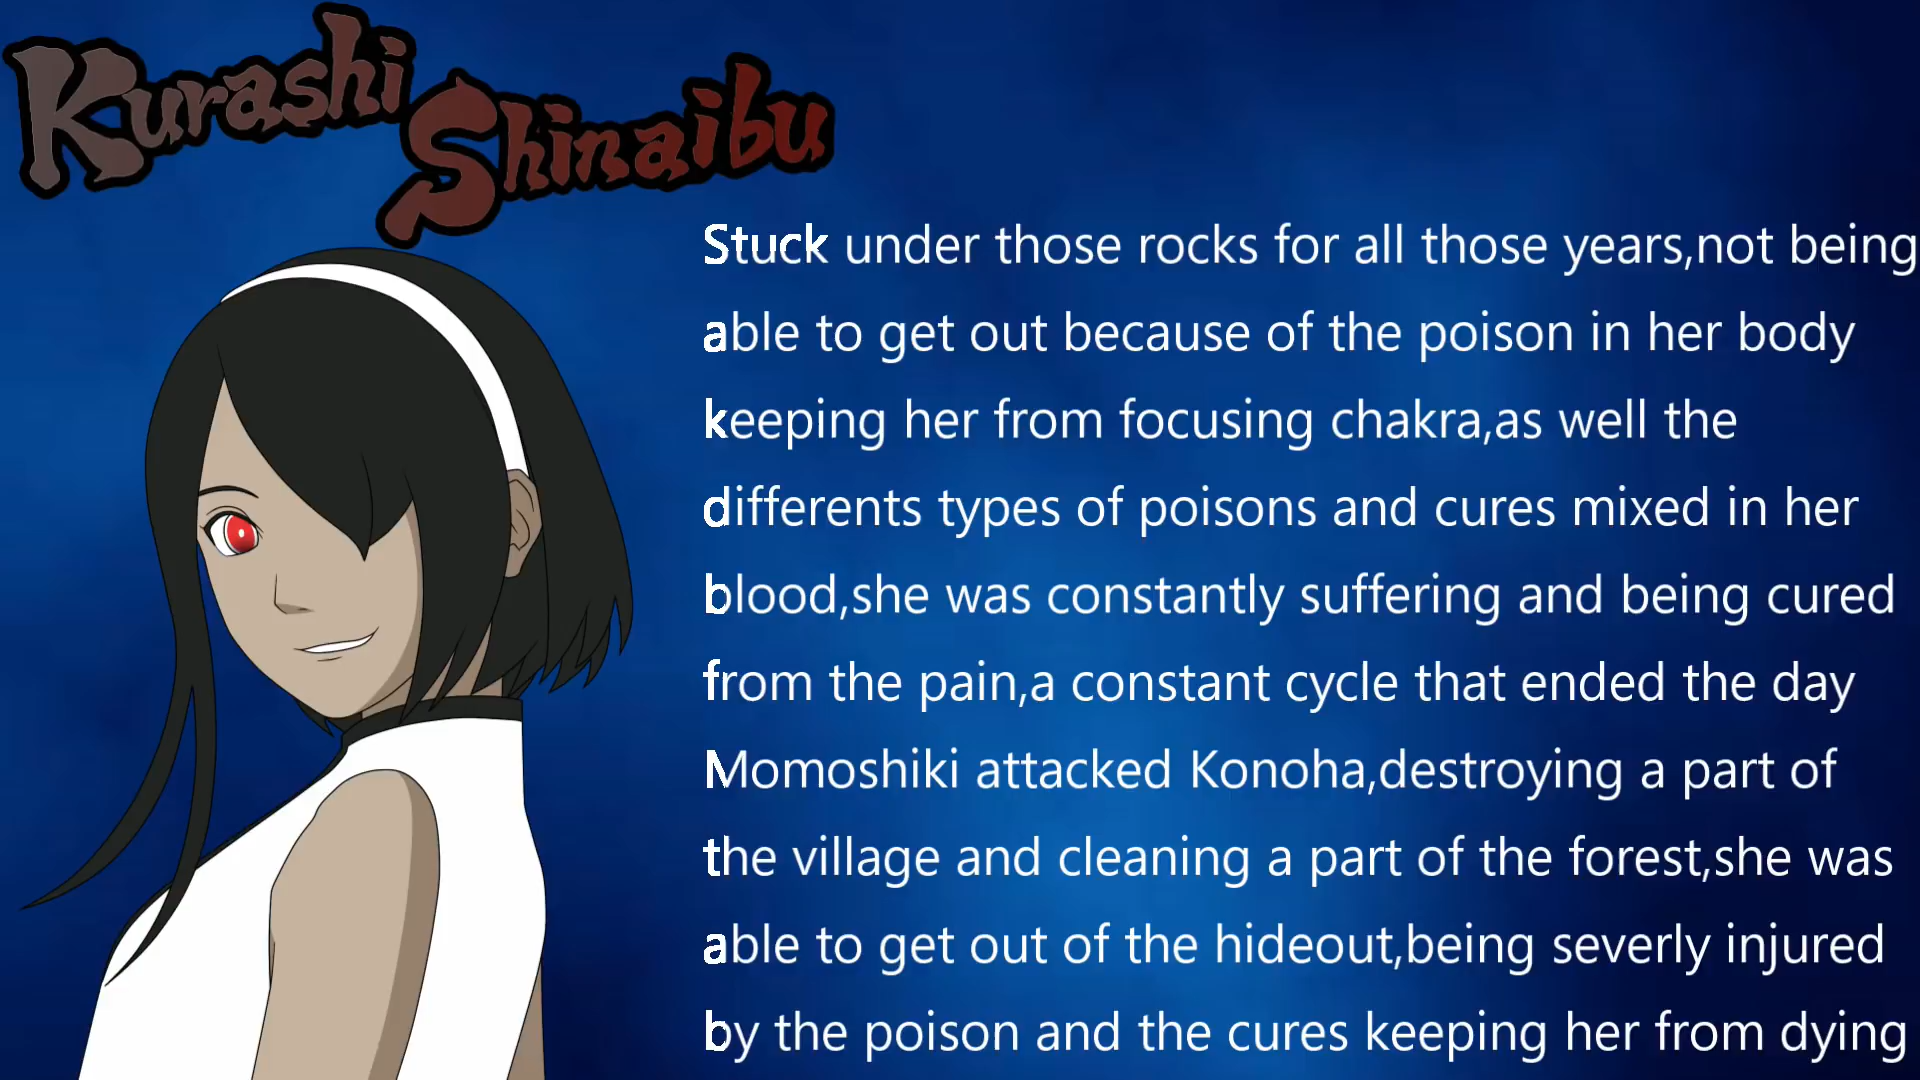 Kurashi
Shinaibu
Stuck under those rocks for all those years,not being
able to get out because of the poison in her body
keeping her from focusing chakra,as well the
differents types of poisons and cures mixed in her
blood,she was constantly suffering and being cured
from the pain,a constant cycle that ended the day
Momoshiki attacked Konoha,destroying a part of
the village and cleaning a part of the forest,she was
able to get out of the hideout,being severly injured
by the poison and the cures keeping her from dying